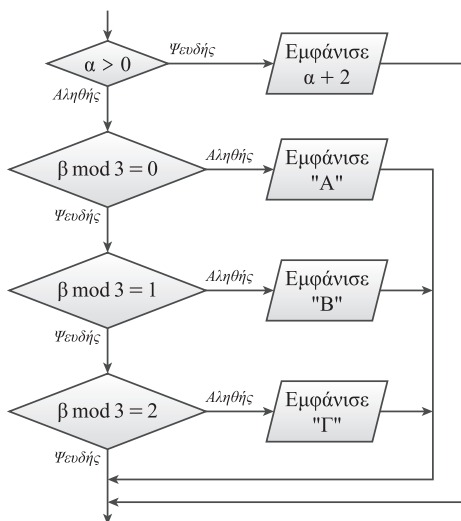 α > 0
Ψευδής
Εμφάνισε
α + 2
Αληθής
β mod 3 = 0
Αληθής
Εμφάνισε
"Α"
Ψευδής
β mod 3 = 1
Αληθής
Εμφάνισε
"Β"
Ψευδής
β mod 3 = 2
Αληθής
Εμφάνισε
"Γ"
Ψευδής